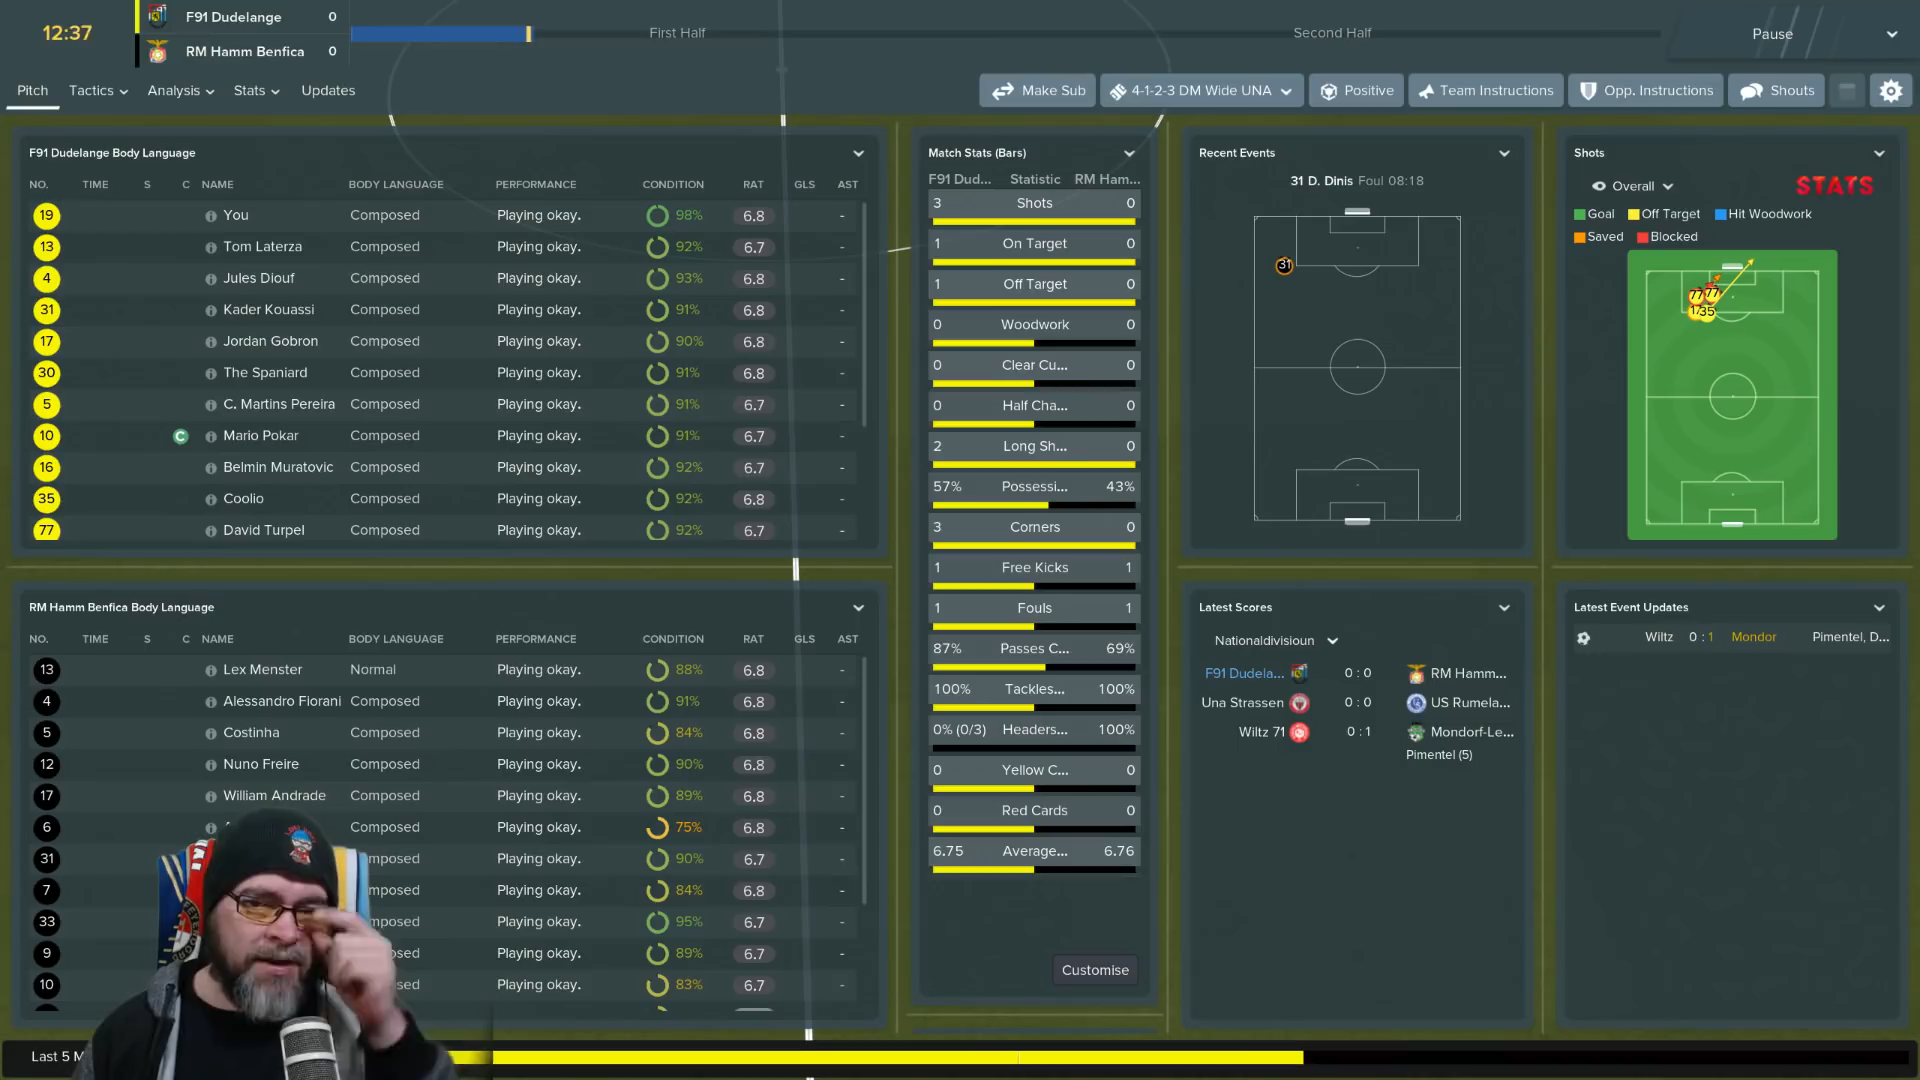 12:37
F91 Dudelange 0
RM Hamm Benfica 0
First Half
Second Half
Pause
Pitch
Tactics
Analysis
Stats
Updates
Make Sub
4-1-2-3 DM Wide UNA
Positive
Team Instructions
Opp. Instructions
Shouts
F91 Dudelange Body Language
NO. TIME S C NAME BODY LANGUAGE PERFORMANCE CONDITION RAT GLS AST
19 You Composed Playing okay. 98% 6.8 -
13 Tom Laterza Composed Playing okay. 92% 6.7 -
4 Jules Diouf Composed Playing okay. 93% 6.8 -
31 Kader Kouassi Composed Playing okay. 91% 6.8 -
17 Jordan Gobron Composed Playing okay. 90% 6.8 -
30 The Spaniard Composed Playing okay. 91% 6.8 -
5 C. Martins Pereira Composed Playing okay. 91% 6.7 -
10 C Mario Pokar Composed Playing okay. 91% 6.7 -
16 Belmin Muratovic Composed Playing okay. 92% 6.7 -
35 Coolio Composed Playing okay. 92% 6.8 -
77 David Turpel Composed Playing okay. 92% 6.7 -
RM Hamm Benfica Body Language
NO. TIME S C NAME BODY LANGUAGE PERFORMANCE CONDITION RAT GLS AST
13 Lex Menster Normal Playing okay. 88% 6.8 -
4 Alessandro Fiorani Composed Playing okay. 91% 6.8 -
5 Costinha Composed Playing okay. 84% 6.8 -
12 Nuno Freire Composed Playing okay. 90% 6.8 -
17 William Andrade Composed Playing okay. 89% 6.8 -
6 Composed Playing okay. 75% 6.8 -
31 mposed Playing okay. 90% 6.7 -
7 mposed Playing okay. 84% 6.8 -
33 mposed Playing okay. 95% 6.7 -
9 osed Playing okay. 89% 6.7 -
10 sed Playing okay. 83% 6.7 -
Last 5 M
Match Stats (Bars)
F91 Dud... Statistic RM Ham...
3 Shots 0
1 On Target 0
1 Off Target 0
0 Woodwork 0
0 Clear Cu... 0
0 Half Cha... 0
2 Long Sh... 0
57% Possessi... 43%
3 Corners 0
1 Free Kicks 1
1 Fouls 1
87% Passes C... 69%
100% Tackles... 100%
0% (0/3) Headers... 100%
0 Yellow C... 0
0 Red Cards 0
6.75 Average... 6.76
Customise
Recent Events
31 D. Dinis Foul 08:18
31
Shots
Overall
STATS
Goal Off Target Hit Woodwork
Saved Blocked
77 77
17 35
Latest Scores
Nationaldivisioun
F91 Dudela... 0 : 0 RM Hamm...
Una Strassen 0 : 0 US Rumela...
Wiltz 71 0 : 1 Mondorf-Le...
Pimentel (5)
Latest Event Updates
Wiltz 0 : 1 Mondor Pimentel, D...